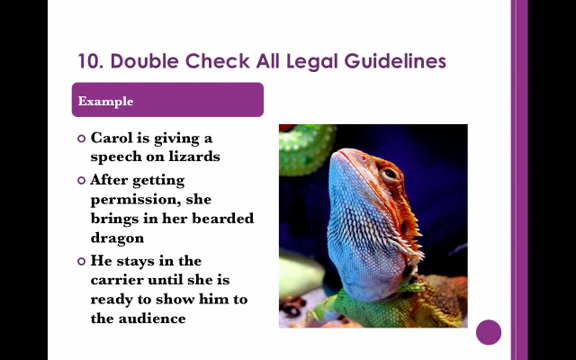 10. Double Check All Legal Guidelines
Example
Carol is giving a
speech on lizards
After getting
permission, she
brings in her bearded
dragon
He stays in the
carrier until she is
ready to show him to
the audience